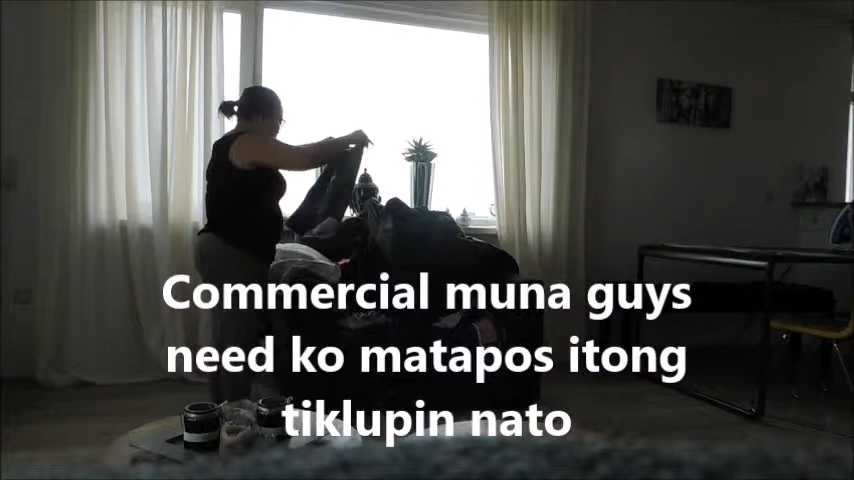 Commercial muna guys
need ko matapos itong
tiklupin nato